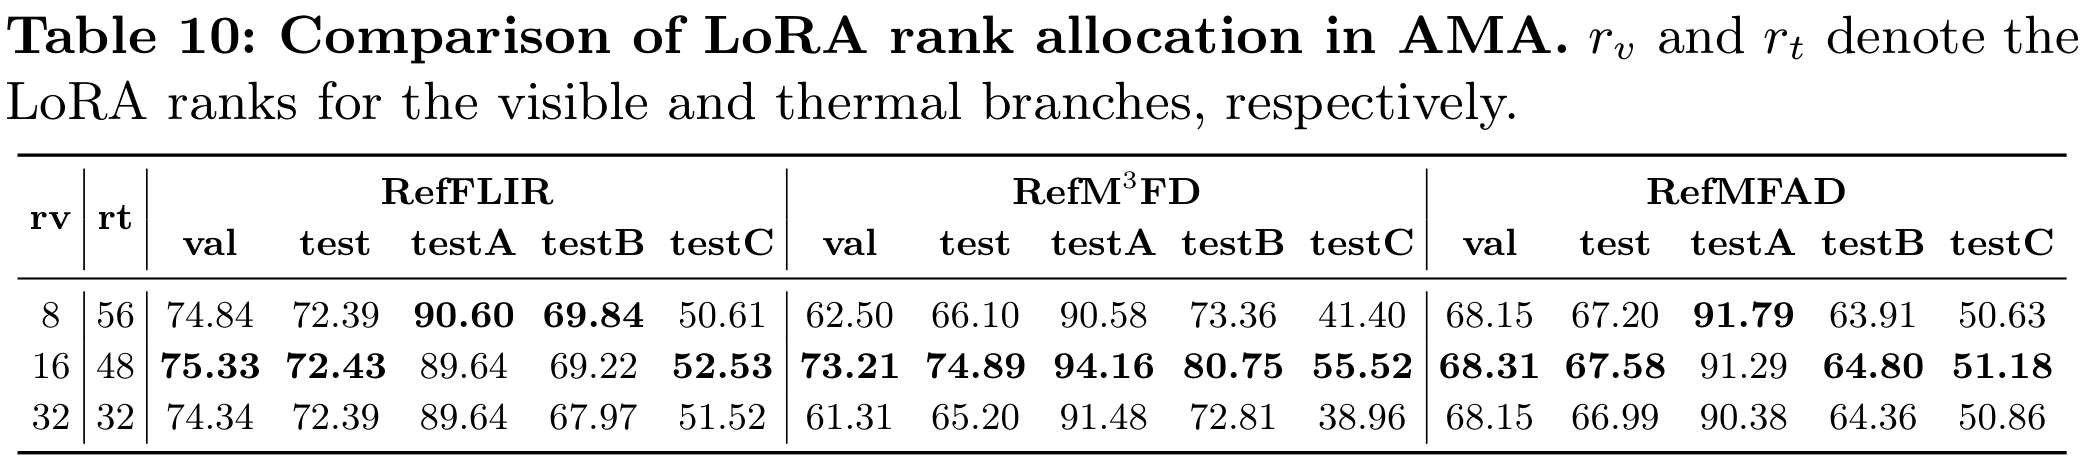 Table 10: Comparison of LoRA rank allocation in AMA. rᵥ and rₜ denote the
LoRA ranks for the visible and thermal branches, respectively.
rv rt RefFLIR RefM³FD RefMFAD
val test testA testB testC val test testA testB testC val test testA testB testC
8 56 74.84 72.39 90.60 69.84 50.61 62.50 66.10 90.58 73.36 41.40 68.15 67.20 91.79 63.91 50.63
16 48 75.33 72.43 89.64 69.22 52.53 73.21 74.89 94.16 80.75 55.52 68.31 67.58 91.29 64.80 51.18
32 32 74.34 72.39 89.64 67.97 51.52 61.31 65.20 91.48 72.81 38.96 68.15 66.99 90.38 64.36 50.86